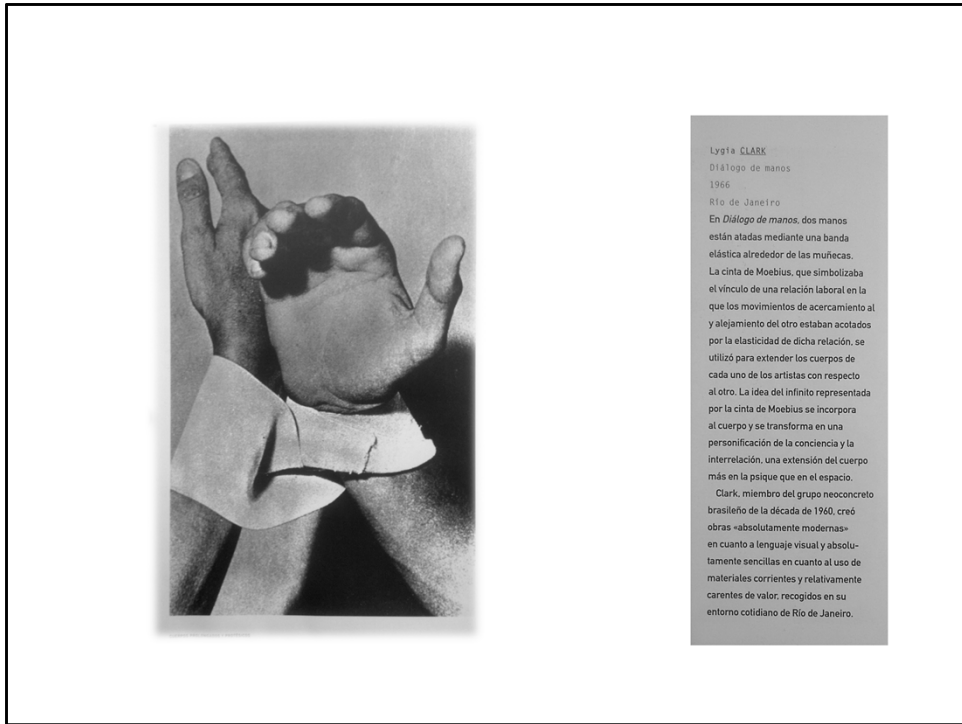 Lygia CLARK
Diálogo de manos
1966
Río de Janeiro
En Diálogo de manos, dos manos
están atadas mediante una banda
elástica alrededor de las muñecas.
La cinta de Moebius, que simbolizaba
el vínculo de una relación laboral en la
que los movimientos de acercamiento al
y alejamiento del otro estaban acotados
por la elasticidad de dicha relación, se
utilizó para extender los cuerpos de
cada uno de los artistas con respecto
al otro. La idea del infinito representada
por la cinta de Moebius se incorpora
al cuerpo y se transforma en una
personificación de la conciencia y la
interrelación, una extensión del cuerpo
más en la psique que en el espacio.
Clark, miembro del grupo neoconcreto
brasileño de la década de 1960, creó
obras «absolutamente modernas»
en cuanto a lenguaje visual y absolu-
tamente sencillas en cuanto al uso de
materiales corrientes y relativamente
carentes de valor, recogidos en su
entorno cotidiano de Río de Janeiro.